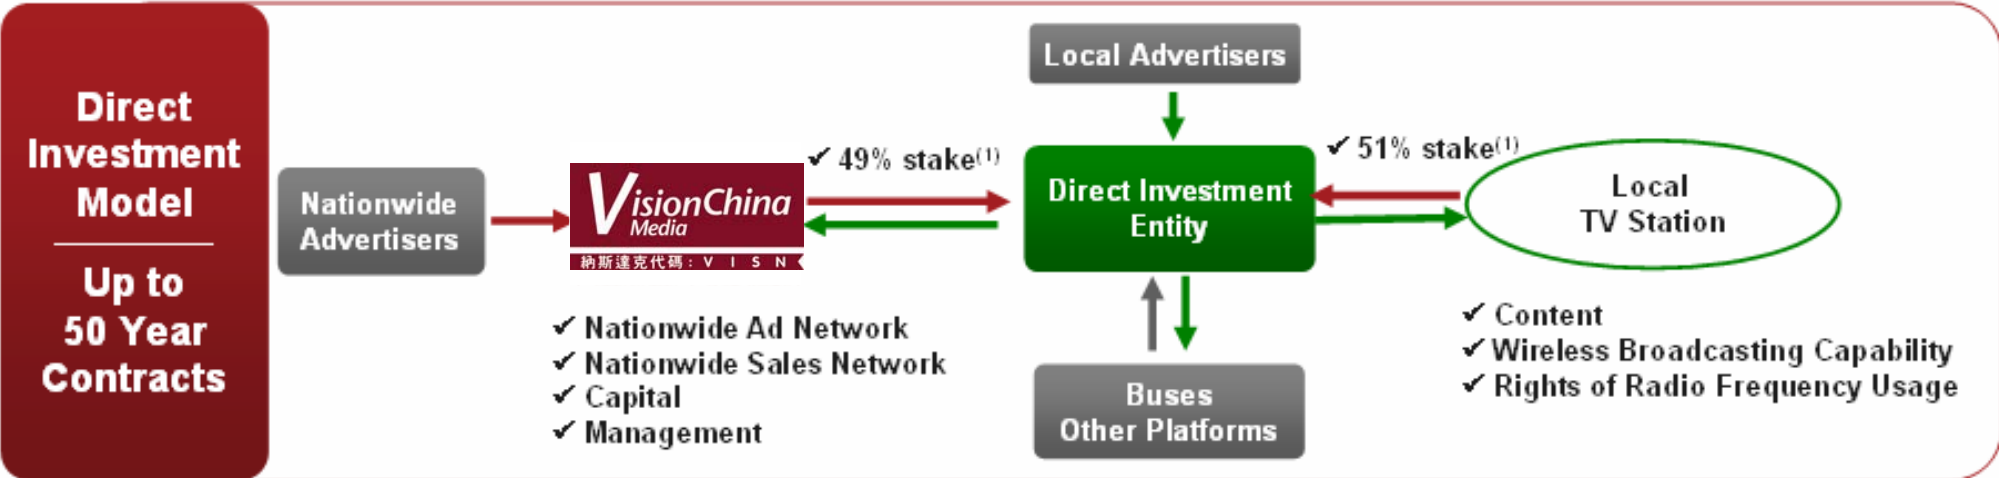 Direct
Investment
Model
Up to
50 Year
Contracts
Nationwide
Advertisers
VisionChina
Media
納斯達克代碼：V I S N
✓ Nationwide Ad Network
✓ Nationwide Sales Network
✓ Capital
✓ Management
✓ 49% stake(1)
Local Advertisers
Direct Investment
Entity
Buses
Other Platforms
✓ 51% stake(1)
Local
TV Station
✓ Content
✓ Wireless Broadcasting Capability
✓ Rights of Radio Frequency Usage